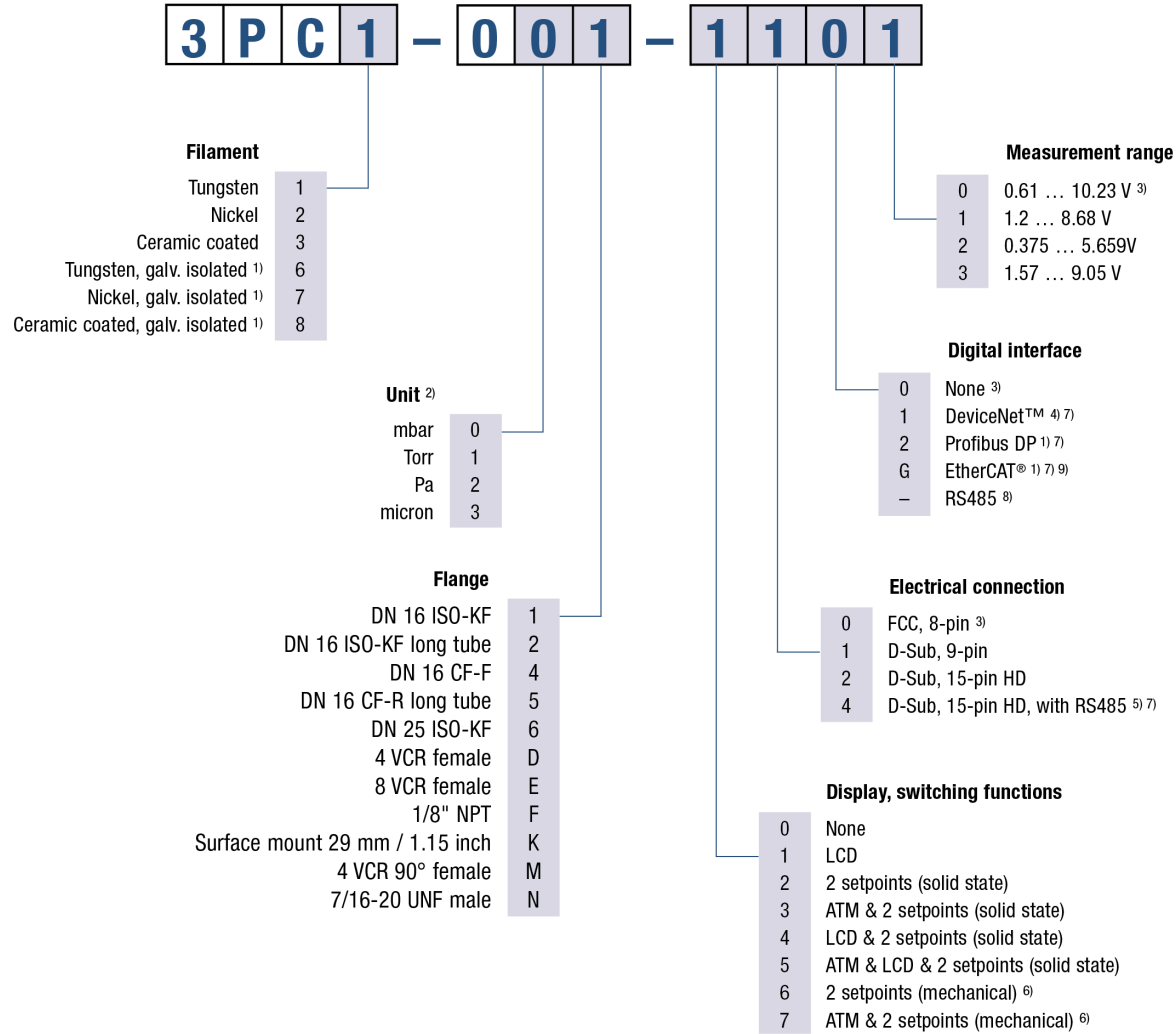 3PC1 – 001 – 1101
Filament
Tungsten 1
Nickel 2
Ceramic coated 3
Tungsten, galv. isolated 1) 6
Nickel, galv. isolated 1) 7
Ceramic coated, galv. isolated 1) 8
Unit 2)
mbar 0
Torr 1
Pa 2
micron 3
Flange
DN 16 ISO-KF 1
DN 16 ISO-KF long tube 2
DN 16 CF-F 4
DN 16 CF-R long tube 5
DN 25 ISO-KF 6
4 VCR female D
8 VCR female E
1/8" NPT F
Surface mount 29 mm / 1.15 inch K
4 VCR 90° female M
7/16-20 UNF male N
Measurement range
0 0.61 … 10.23 V 3)
1 1.2 … 8.68 V
2 0.375 … 5.659V
3 1.57 … 9.05 V
Digital interface
0 None 3)
1 DeviceNet™ 4) 7)
2 Profibus DP 1) 7)
G EtherCAT® 1) 7) 9)
– RS485 8)
Electrical connection
0 FCC, 8-pin 3)
1 D-Sub, 9-pin
2 D-Sub, 15-pin HD
4 D-Sub, 15-pin HD, with RS485 5) 7)
Display, switching functions
0 None
1 LCD
2 2 setpoints (solid state)
3 ATM & 2 setpoints (solid state)
4 LCD & 2 setpoints (solid state)
5 ATM & LCD & 2 setpoints (solid state)
6 2 setpoints (mechanical) 6)
7 ATM & 2 setpoints (mechanical) 6)